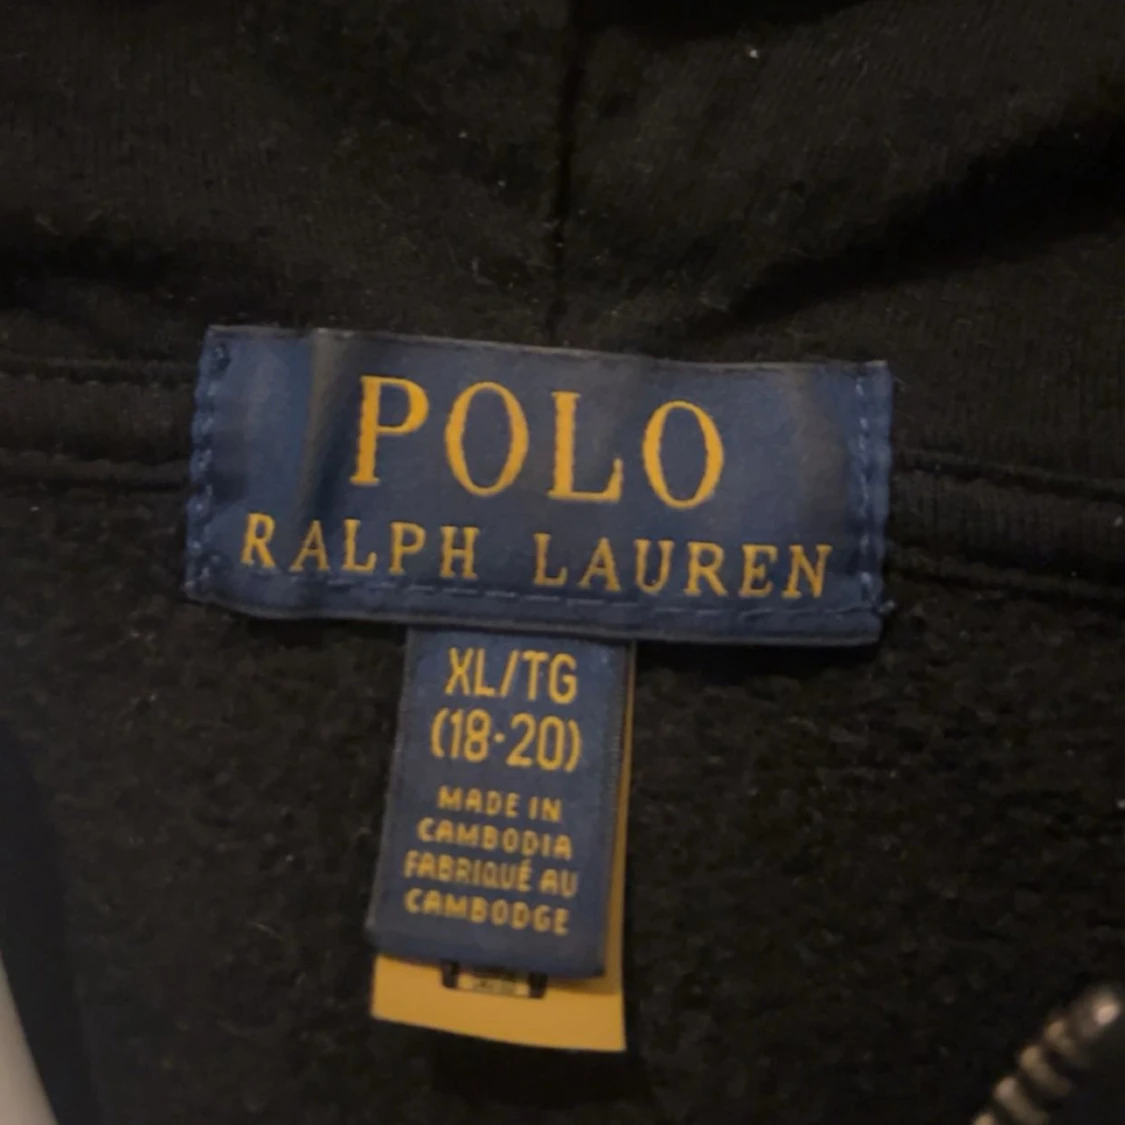 POLO
RALPH LAUREN
XL/TG
(18-20)
MADE IN
CAMBODIA
FABRIQUÉ AU
CAMBODGE